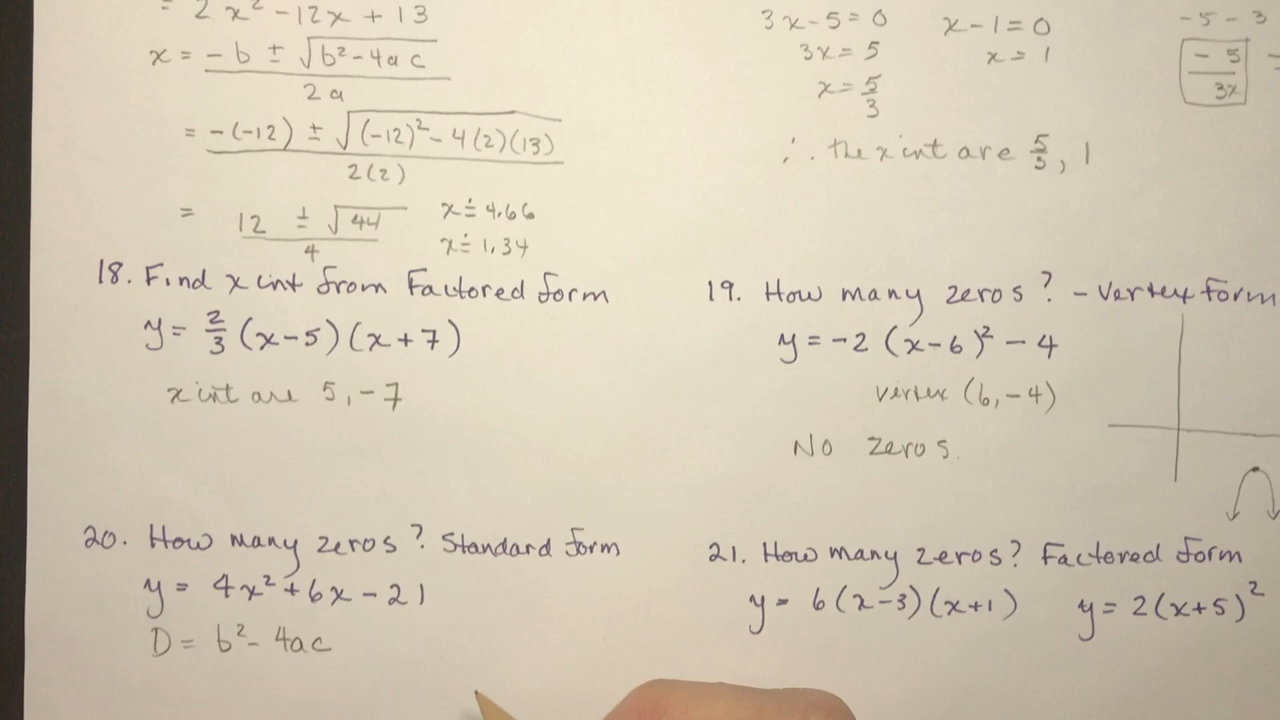 = 2x² - 12x + 13
x = -b ± √b² - 4ac
2a
= -(-12) ± √(-12)² - 4(2)(13)
2(2)
= 12 ± √44
4
x ≐ 4.66
x ≐ 1.34
3x - 5 = 0
3x = 5
x = 5/3
x - 1 = 0
x = 1
-5 - 3
-5
3x
∴ the x int are 5/3, 1
18. Find x int from Factored form
y = 2/3 (x - 5)(x + 7)
x int are 5, -7
19. How many zeros? - Vertex form
y = -2 (x - 6)² - 4
vertex (6, -4)
No zeros.
20. How many zeros? Standard form
y = 4x² + 6x - 21
D = b² - 4ac
21. How many zeros? Factored form
y = 6(x - 3)(x + 1) y = 2(x + 5)²